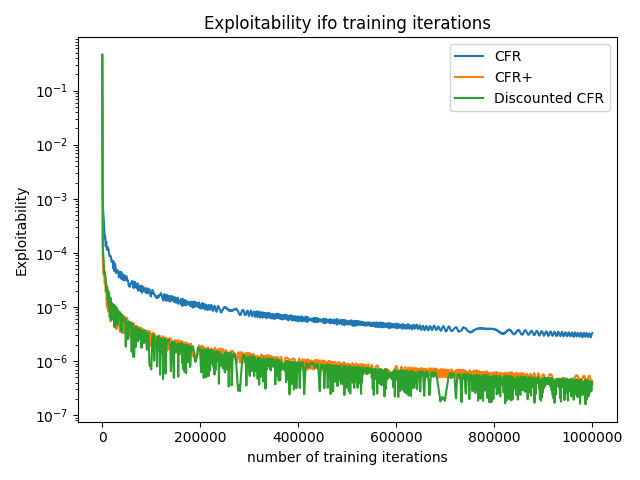 Exploitability ifo training iterations
CFR
CFR+
Discounted CFR
Exploitability
10⁻¹
10⁻²
10⁻³
10⁻⁴
10⁻⁵
10⁻⁶
10⁻⁷
0 200000 400000 600000 800000 1000000
number of training iterations